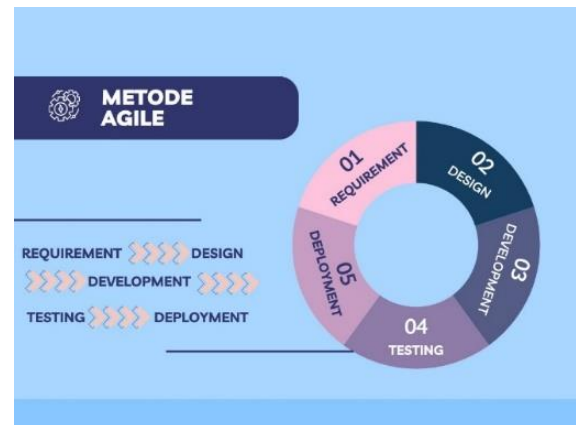 METODE
AGILE
REQUIREMENT DESIGN
DEVELOPMENT
TESTING DEPLOYMENT
01
REQUIREMENT
02
DESIGN
03
DEVELOPMENT
04
TESTING
05
DEPLOYMENT